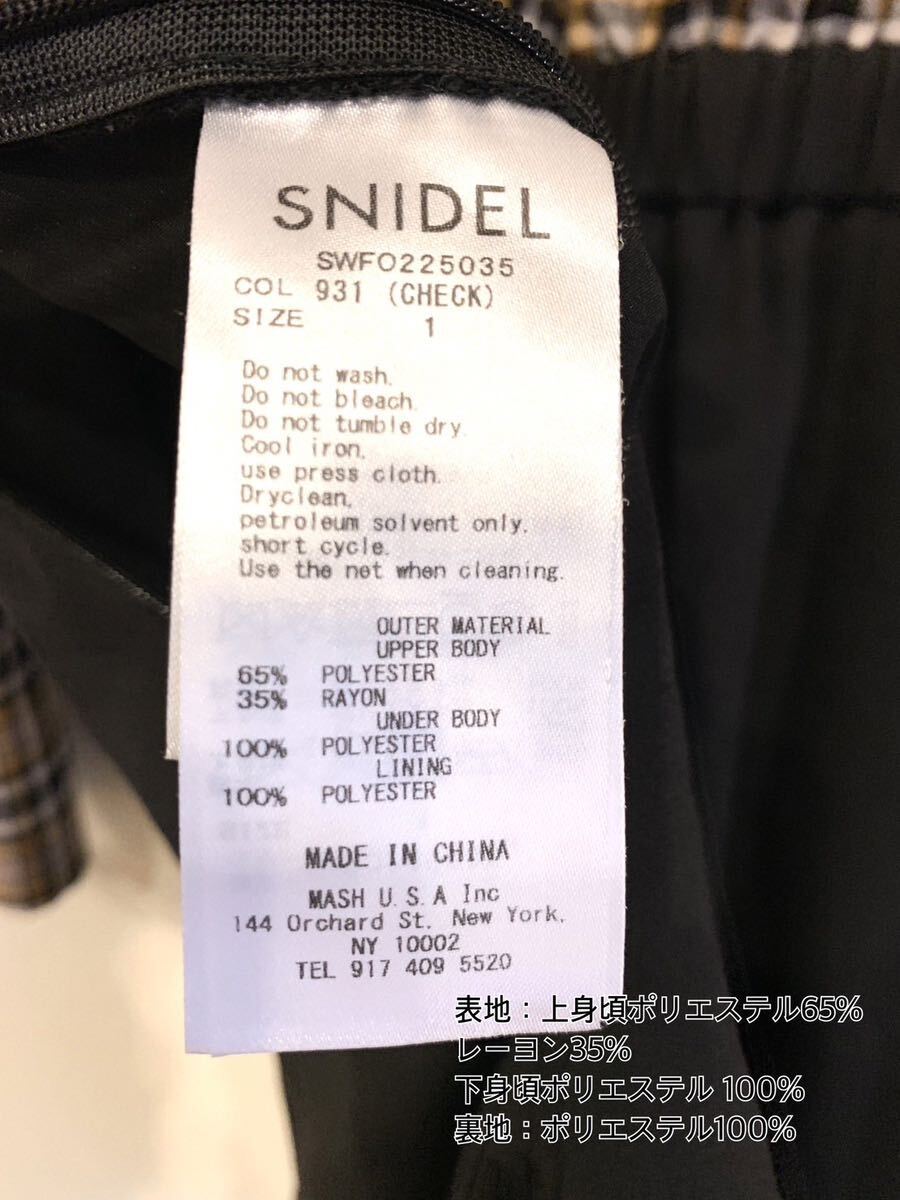 SNIDEL
SWFO225035
COL 931 (CHECK)
SIZE 1
Do not wash.
Do not bleach.
Do not tumble dry.
Cool iron.
use press cloth.
Dryclean.
petroleum solvent only.
short cycle.
Use the net when cleaning.
OUTER MATERIAL
UPPER BODY
65% POLYESTER
35% RAYON
UNDER BODY
100% POLYESTER
LINING
100% POLYESTER
MADE IN CHINA
MASH U.S.A Inc
144 Orchard St. New York.
NY 10002
TEL 917 409 5520
表地：上身頃ポリエステル65%
レーヨン35%
下身頃ポリエステル 100%
裏地：ポリエステル100%